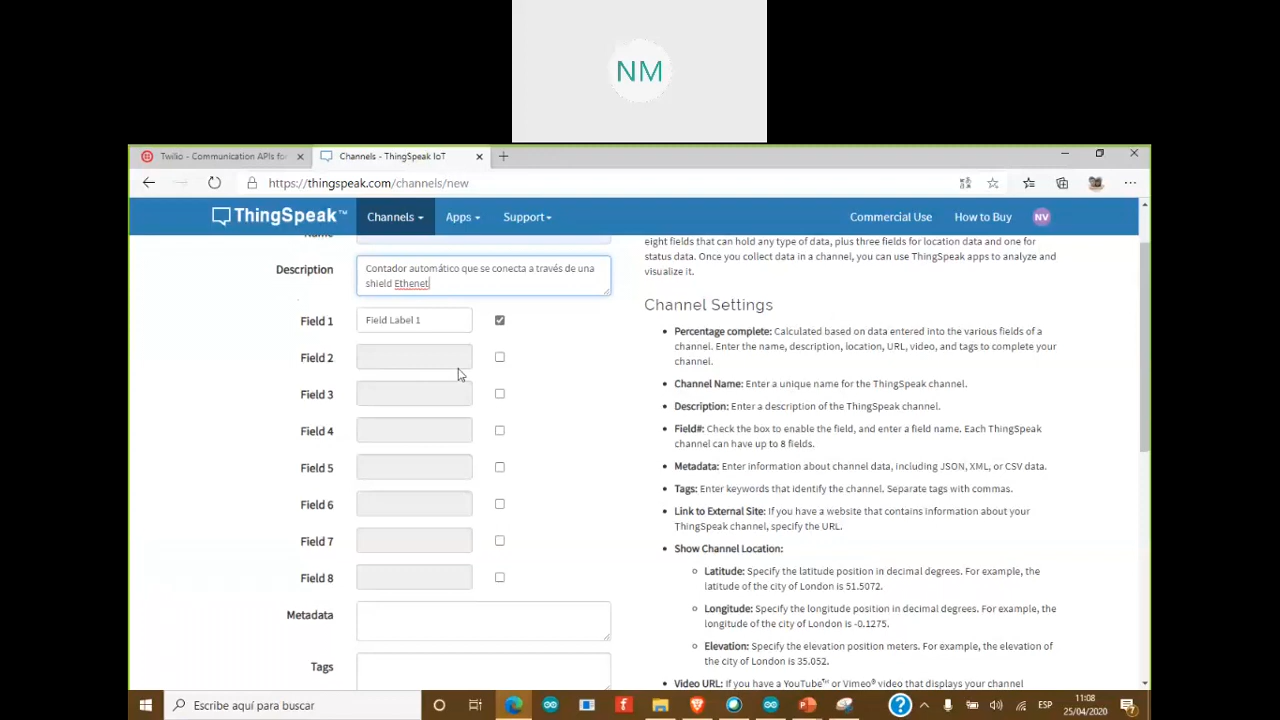 NM
Twilio - Communication APIs for
Channels - ThingSpeak IoT
https://thingspeak.com/channels/new
ThingSpeak™
Channels
Apps
Support
Commercial Use
How to Buy
NV
Name
Description
Contador automático que se conecta a través de una
shield Ethenet
Field 1
Field Label 1
Field 2
Field 3
Field 4
Field 5
Field 6
Field 7
Field 8
Metadata
Tags
eight fields that can hold any type of data, plus three fields for location data and one for
status data. Once you collect data in a channel, you can use ThingSpeak apps to analyze and
visualize it.
Channel Settings
Percentage complete: Calculated based on data entered into the various fields of a
channel. Enter the name, description, location, URL, video, and tags to complete your
channel.
Channel Name: Enter a unique name for the ThingSpeak channel.
Description: Enter a description of the ThingSpeak channel.
Field#: Check the box to enable the field, and enter a field name. Each ThingSpeak
channel can have up to 8 fields.
Metadata: Enter information about channel data, including JSON, XML, or CSV data.
Tags: Enter keywords that identify the channel. Separate tags with commas.
Link to External Site: If you have a website that contains information about your
ThingSpeak channel, specify the URL.
Show Channel Location:
Latitude: Specify the latitude position in decimal degrees. For example, the
latitude of the city of London is 51.5072.
Longitude: Specify the longitude position in decimal degrees. For example, the
longitude of the city of London is -0.1275.
Elevation: Specify the elevation position meters. For example, the elevation of
the city of London is 35.052.
Video URL: If you have a YouTube™ or Vimeo® video that displays your channel
Escribe aquí para buscar
ESP
11:08
25/04/2020
7